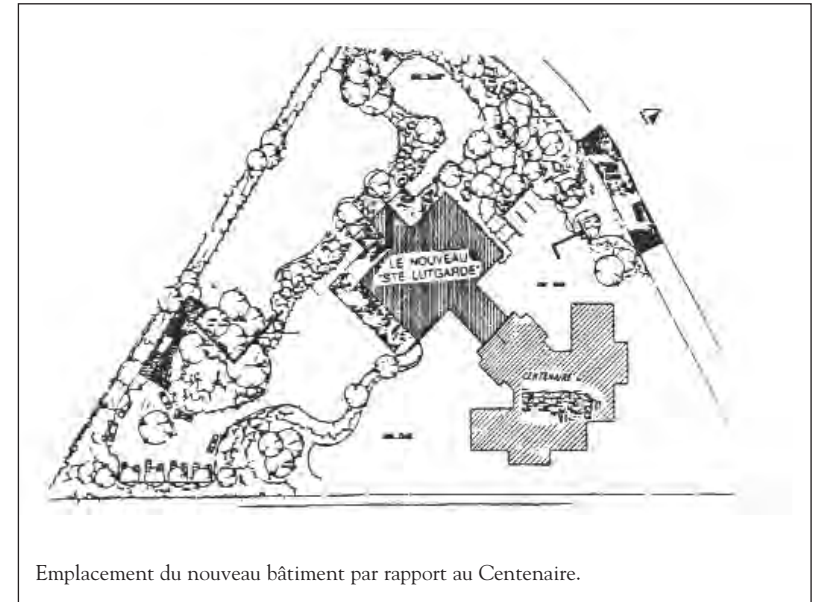 LE NOUVEAU
"STE LUTGARDE"
CENTENAIRE
Emplacement du nouveau bâtiment par rapport au Centenaire.